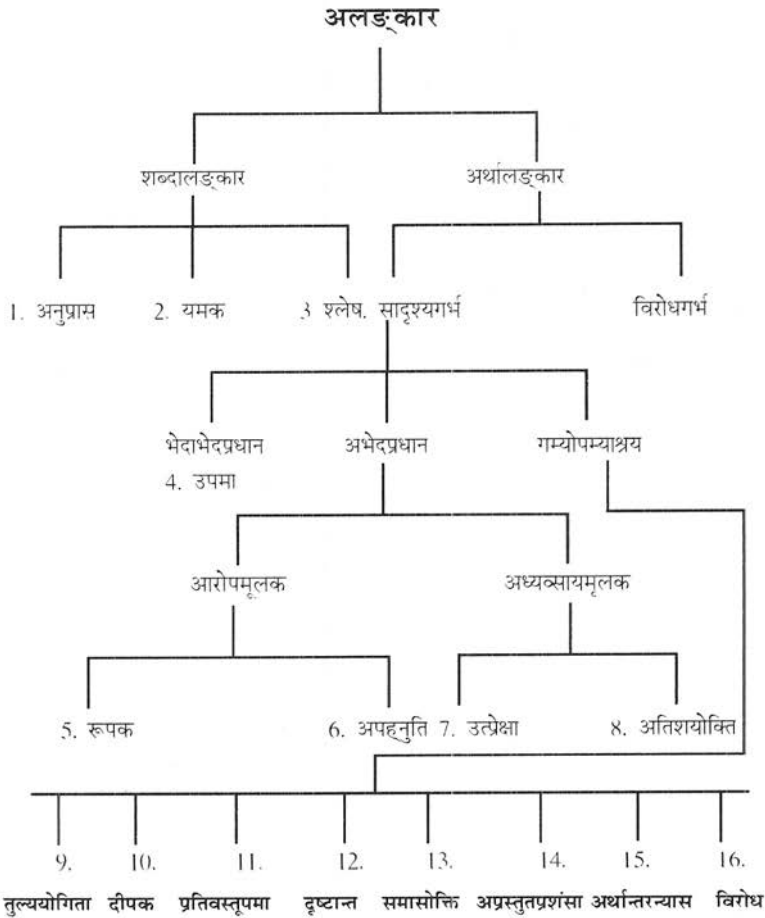 अलङ्कार
शब्दालङ्कार अर्थालङ्कार
1. अनुप्रास 2. यमक 3 श्लेष. सादृश्यगर्भ विरोधगर्भ
भेदाभेदप्रधान अभेदप्रधान गम्योपम्याश्रय
4. उपमा
आरोपमूलक अध्यव्सायमूलक
5. रूपक 6. अपह्नुति 7. उत्प्रेक्षा 8. अतिशयोक्ति
9. 10. 11. 12. 13. 14. 15. 16.
तुल्ययोगिता दीपक प्रतिवस्तूपमा दृष्टान्त समासोक्ति अप्रस्तुतप्रशंसा अर्थान्तरन्यास विरोध